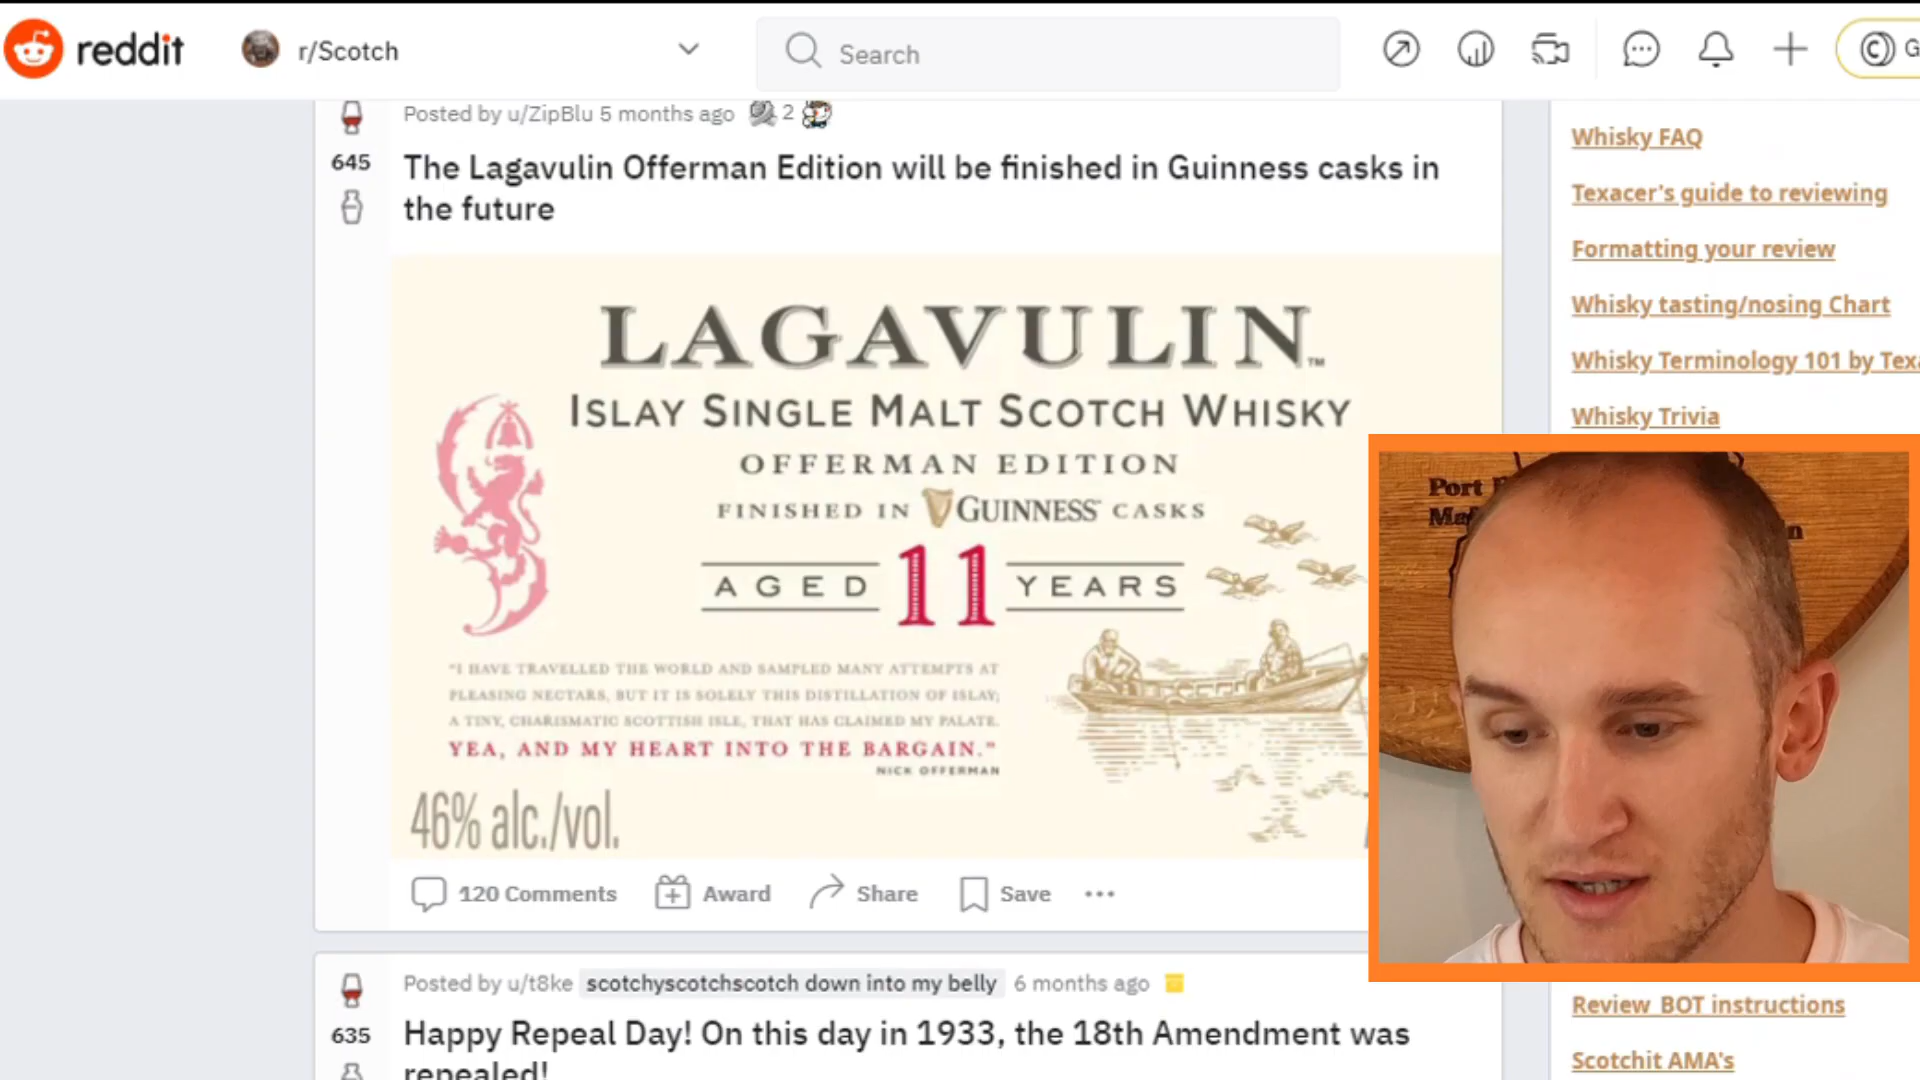 reddit
r/Scotch
Search
G
Posted by u/ZipBlu 5 months ago 2
645
The Lagavulin Offerman Edition will be finished in Guinness casks in
the future
LAGAVULIN™
ISLAY SINGLE MALT SCOTCH WHISKY
OFFERMAN EDITION
FINISHED IN GUINNESS CASKS
AGED 11 YEARS
"I HAVE TRAVELLED THE WORLD AND SAMPLED MANY ATTEMPTS AT
PLEASING NECTARS, BUT IT IS SOLELY THIS DISTILLATION OF ISLAY;
A TINY, CHARISMATIC SCOTTISH ISLE, THAT HAS CLAIMED MY PALATE.
YEA, AND MY HEART INTO THE BARGAIN."
NICK OFFERMAN
46% alc./vol.
120 Comments Award Share Save
Posted by u/t8ke scotchyscotchscotch down into my belly 6 months ago
635
Happy Repeal Day! On this day in 1933, the 18th Amendment was
repealed!
Whisky FAQ
Texacer's guide to reviewing
Formatting your review
Whisky tasting/nosing Chart
Whisky Terminology 101 by Texa
Whisky Trivia
Port
Review BOT instructions
Scotchit AMA's